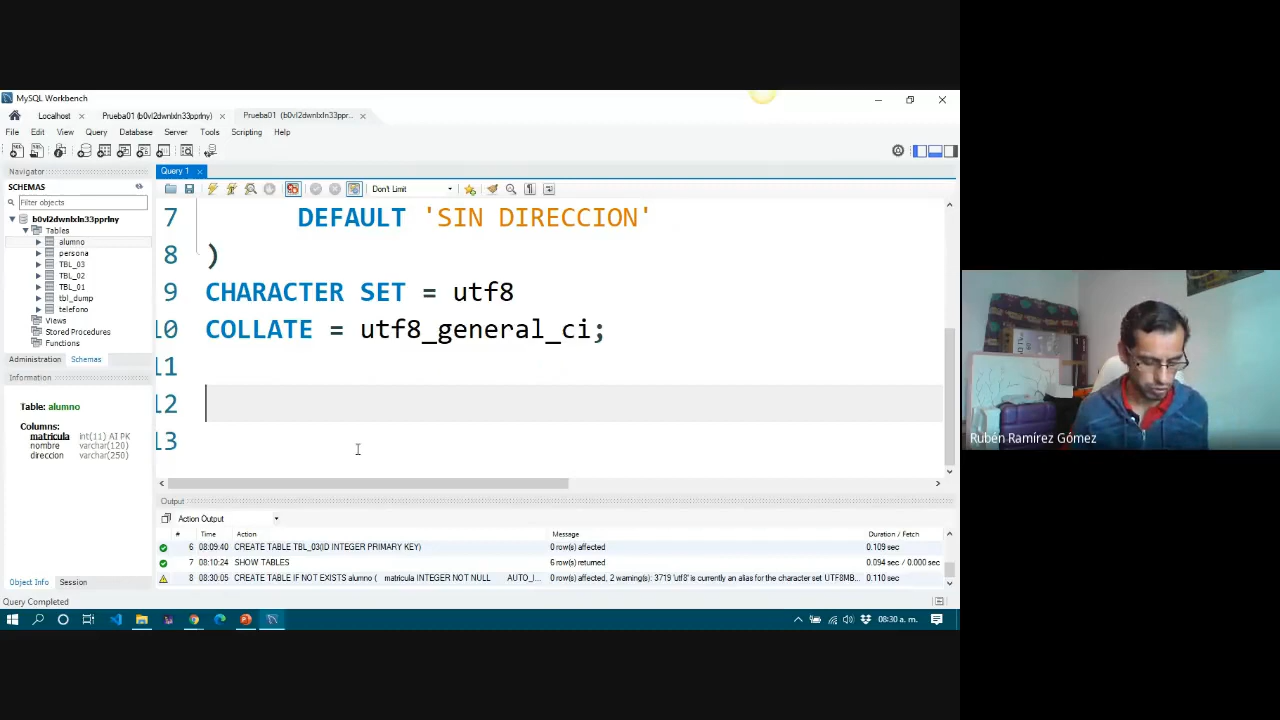 MySQL Workbench
Localhost
Prueba01 (b0vl2dwnlxln33pprlny)
Prueba01 (b0vl2dwnlxln33ppr...
File Edit View Query Database Server Tools Scripting Help
Navigator
SCHEMAS
Filter objects
b0vl2dwnlxln33pprlny
Tables
alumno
persona
TBL_03
TBL_02
TBL_01
tbl_dump
telefono
Views
Stored Procedures
Functions
Administration Schemas
Information
Table: alumno
Columns:
matricula int(11) AI PK
nombre varchar(120)
direccion varchar(250)
Object Info Session
Query Completed
Query 1
Don't Limit
7 DEFAULT 'SIN DIRECCION'
8 )
9 CHARACTER SET = utf8
10 COLLATE = utf8_general_ci;
11
12
13
Output
Action Output
# Time Action Message Duration / Fetch
6 08:09:40 CREATE TABLE TBL_03(ID INTEGER PRIMARY KEY) 0 row(s) affected 0.109 sec
7 08:10:24 SHOW TABLES 6 row(s) returned 0.094 sec / 0.000 sec
8 08:30:05 CREATE TABLE IF NOT EXISTS alumno ( matricula INTEGER NOT NULL AUTO_I... 0 row(s) affected, 2 warning(s): 3719 'utf8' is currently an alias for the character set UTF8MB... 0.110 sec
08:30 a. m.
Rubén Ramírez Gómez